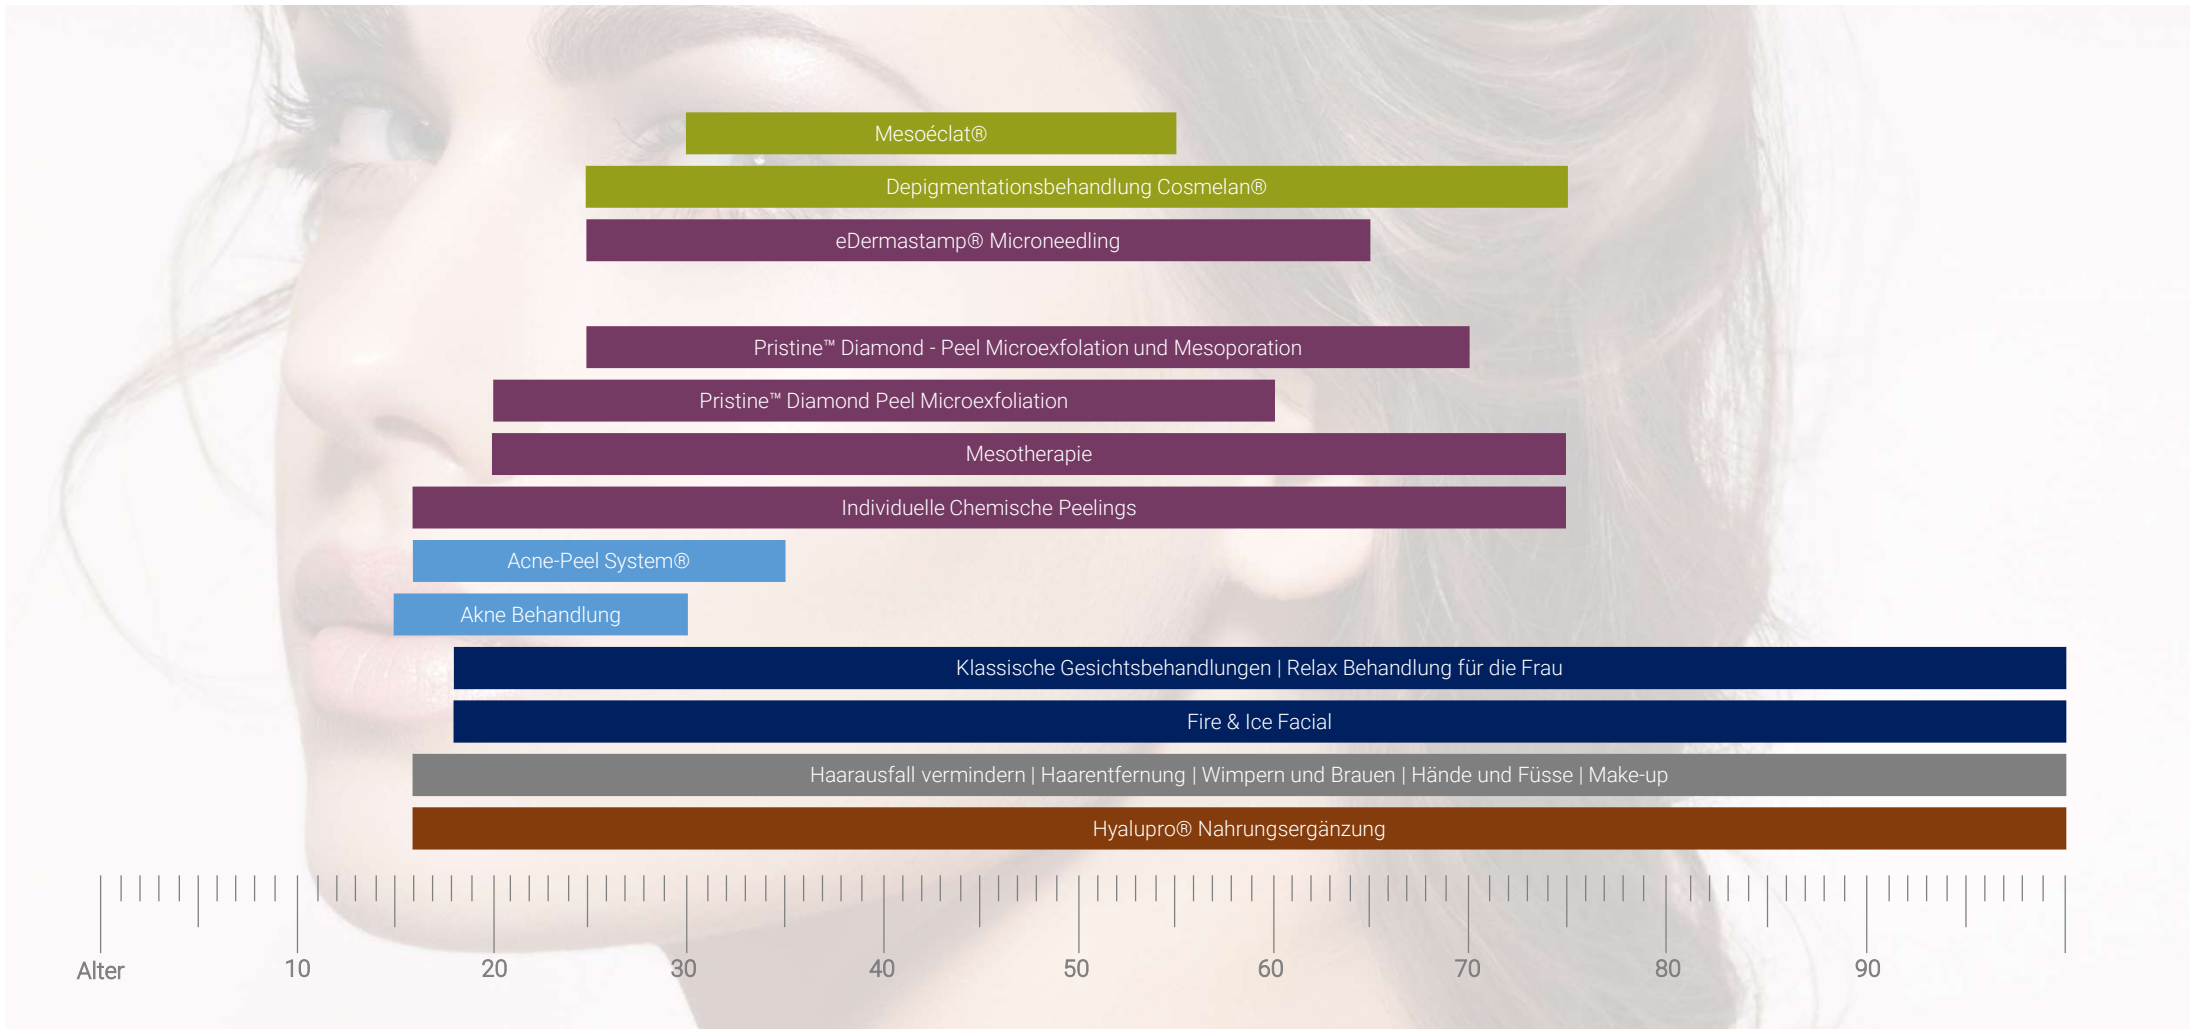 Mesoéclat®
Depigmentationsbehandlung Cosmelan®
eDermastamp® Microneedling
Pristine™ Diamond - Peel Microexfolation und Mesoporation
Pristine™ Diamond Peel Microexfoliation
Mesotherapie
Individuelle Chemische Peelings
Acne-Peel System®
Akne Behandlung
Klassische Gesichtsbehandlungen | Relax Behandlung für die Frau
Fire & Ice Facial
Haarausfall vermindern | Haarentfernung | Wimpern und Brauen | Hände und Füsse | Make-up
Hyalupro® Nahrungsergänzung
Alter 10 20 30 40 50 60 70 80 90